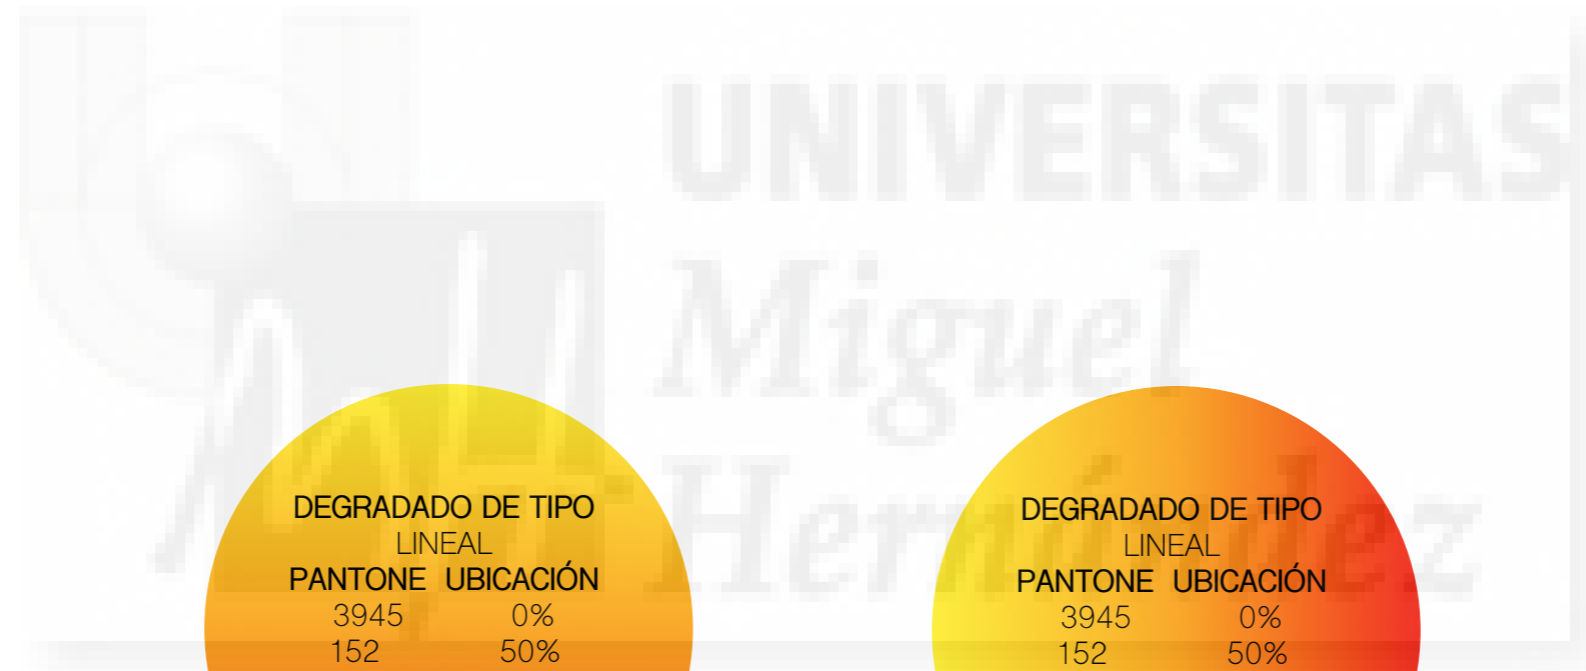 UNIVERSITAS
Miguel
Hernández
DEGRADADO DE TIPO
LINEAL
PANTONE UBICACIÓN
3945 0%
152 50%
DEGRADADO DE TIPO
LINEAL
PANTONE UBICACIÓN
3945 0%
152 50%